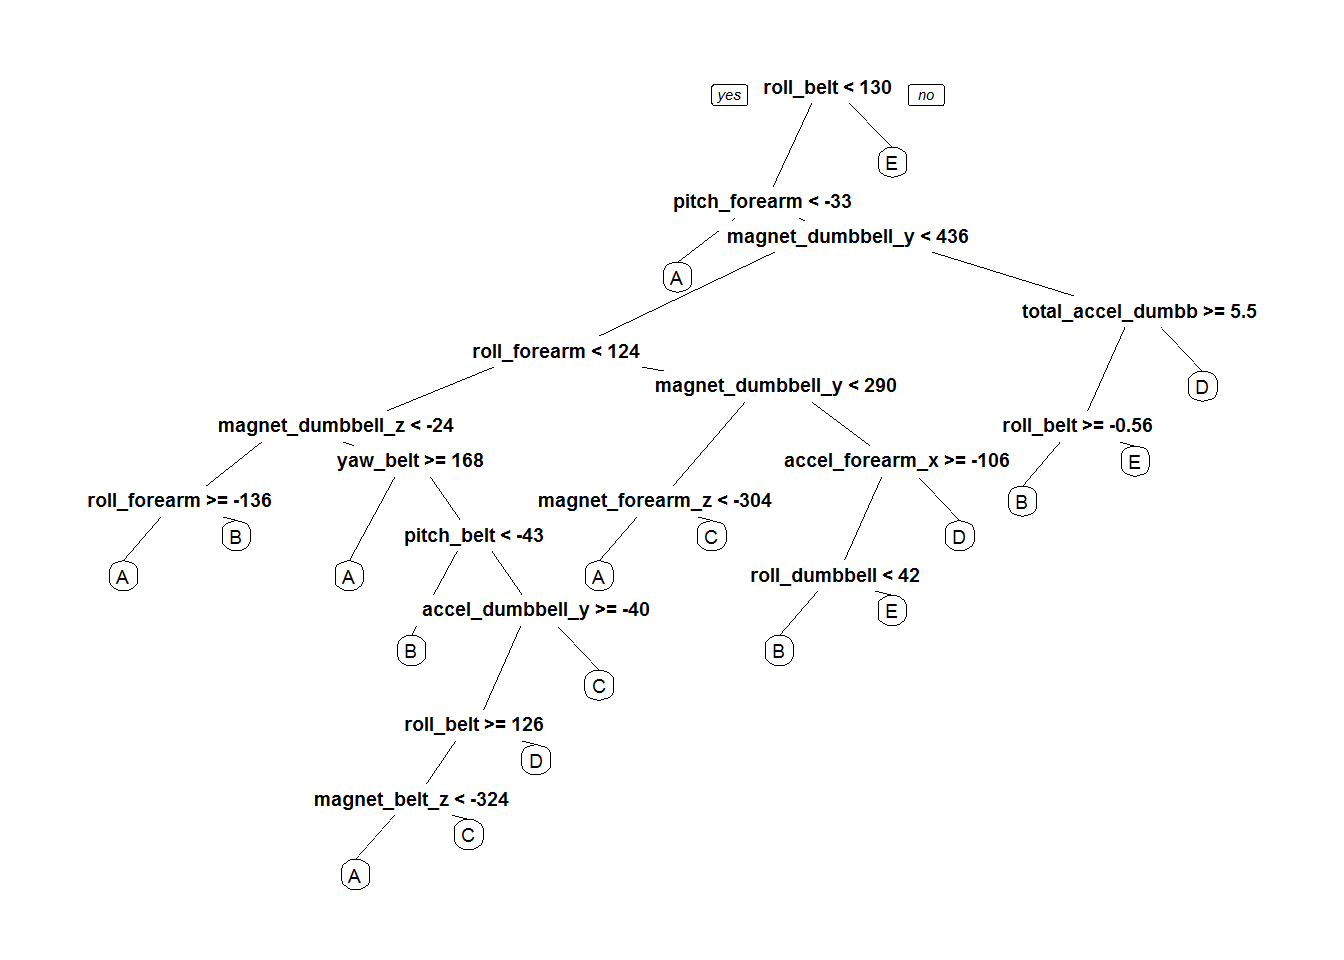 yes roll_belt < 130 no
E
pitch_forearm < -33
magnet_dumbbell_y < 436
A
total_accel_dumbb >= 5.5
roll_forearm < 124
magnet_dumbbell_y < 290
D
magnet_dumbbell_z < -24
roll_belt >= -0.56
yaw_belt >= 168
accel_forearm_x >= -106
E
roll_forearm >= -136
magnet_forearm_z < -304
B
B
pitch_belt < -43
C
D
A
A
A
roll_dumbbell < 42
accel_dumbbell_y >= -40
E
B
B
C
roll_belt >= 126
D
magnet_belt_z < -324
C
A